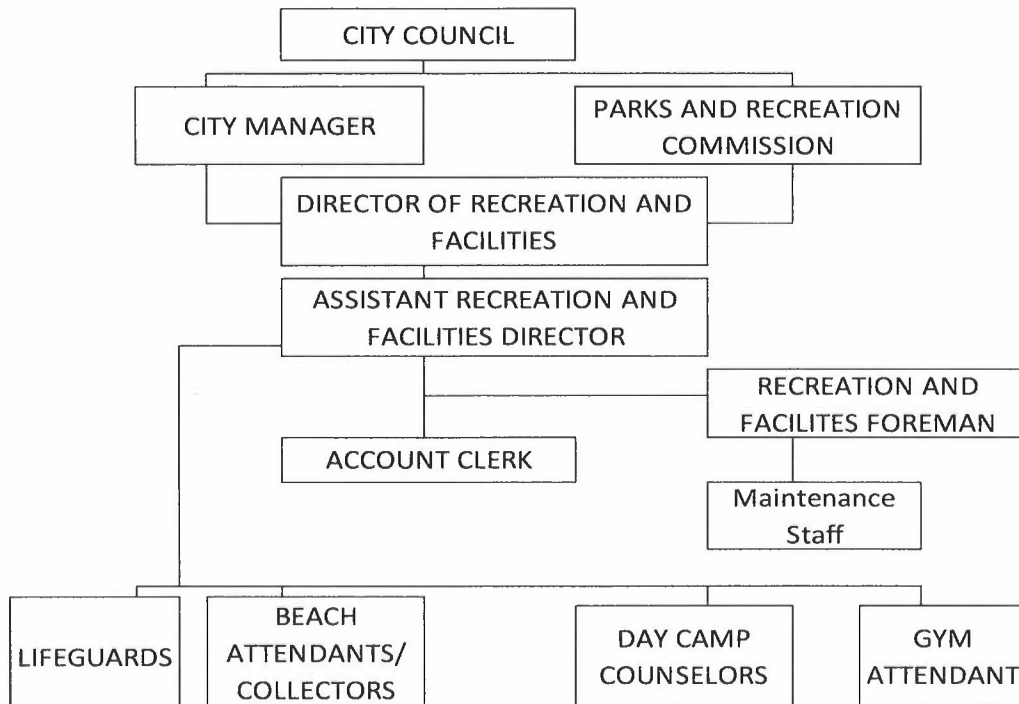 CITY COUNCIL
CITY MANAGER
PARKS AND RECREATION
COMMISSION
DIRECTOR OF RECREATION AND
FACILITIES
ASSISTANT RECREATION AND
FACILITIES DIRECTOR
RECREATION AND
FACILITES FOREMAN
ACCOUNT CLERK
Maintenance
Staff
LIFEGUARDS
BEACH
ATTENDANTS/
COLLECTORS
DAY CAMP
COUNSELORS
GYM
ATTENDANT